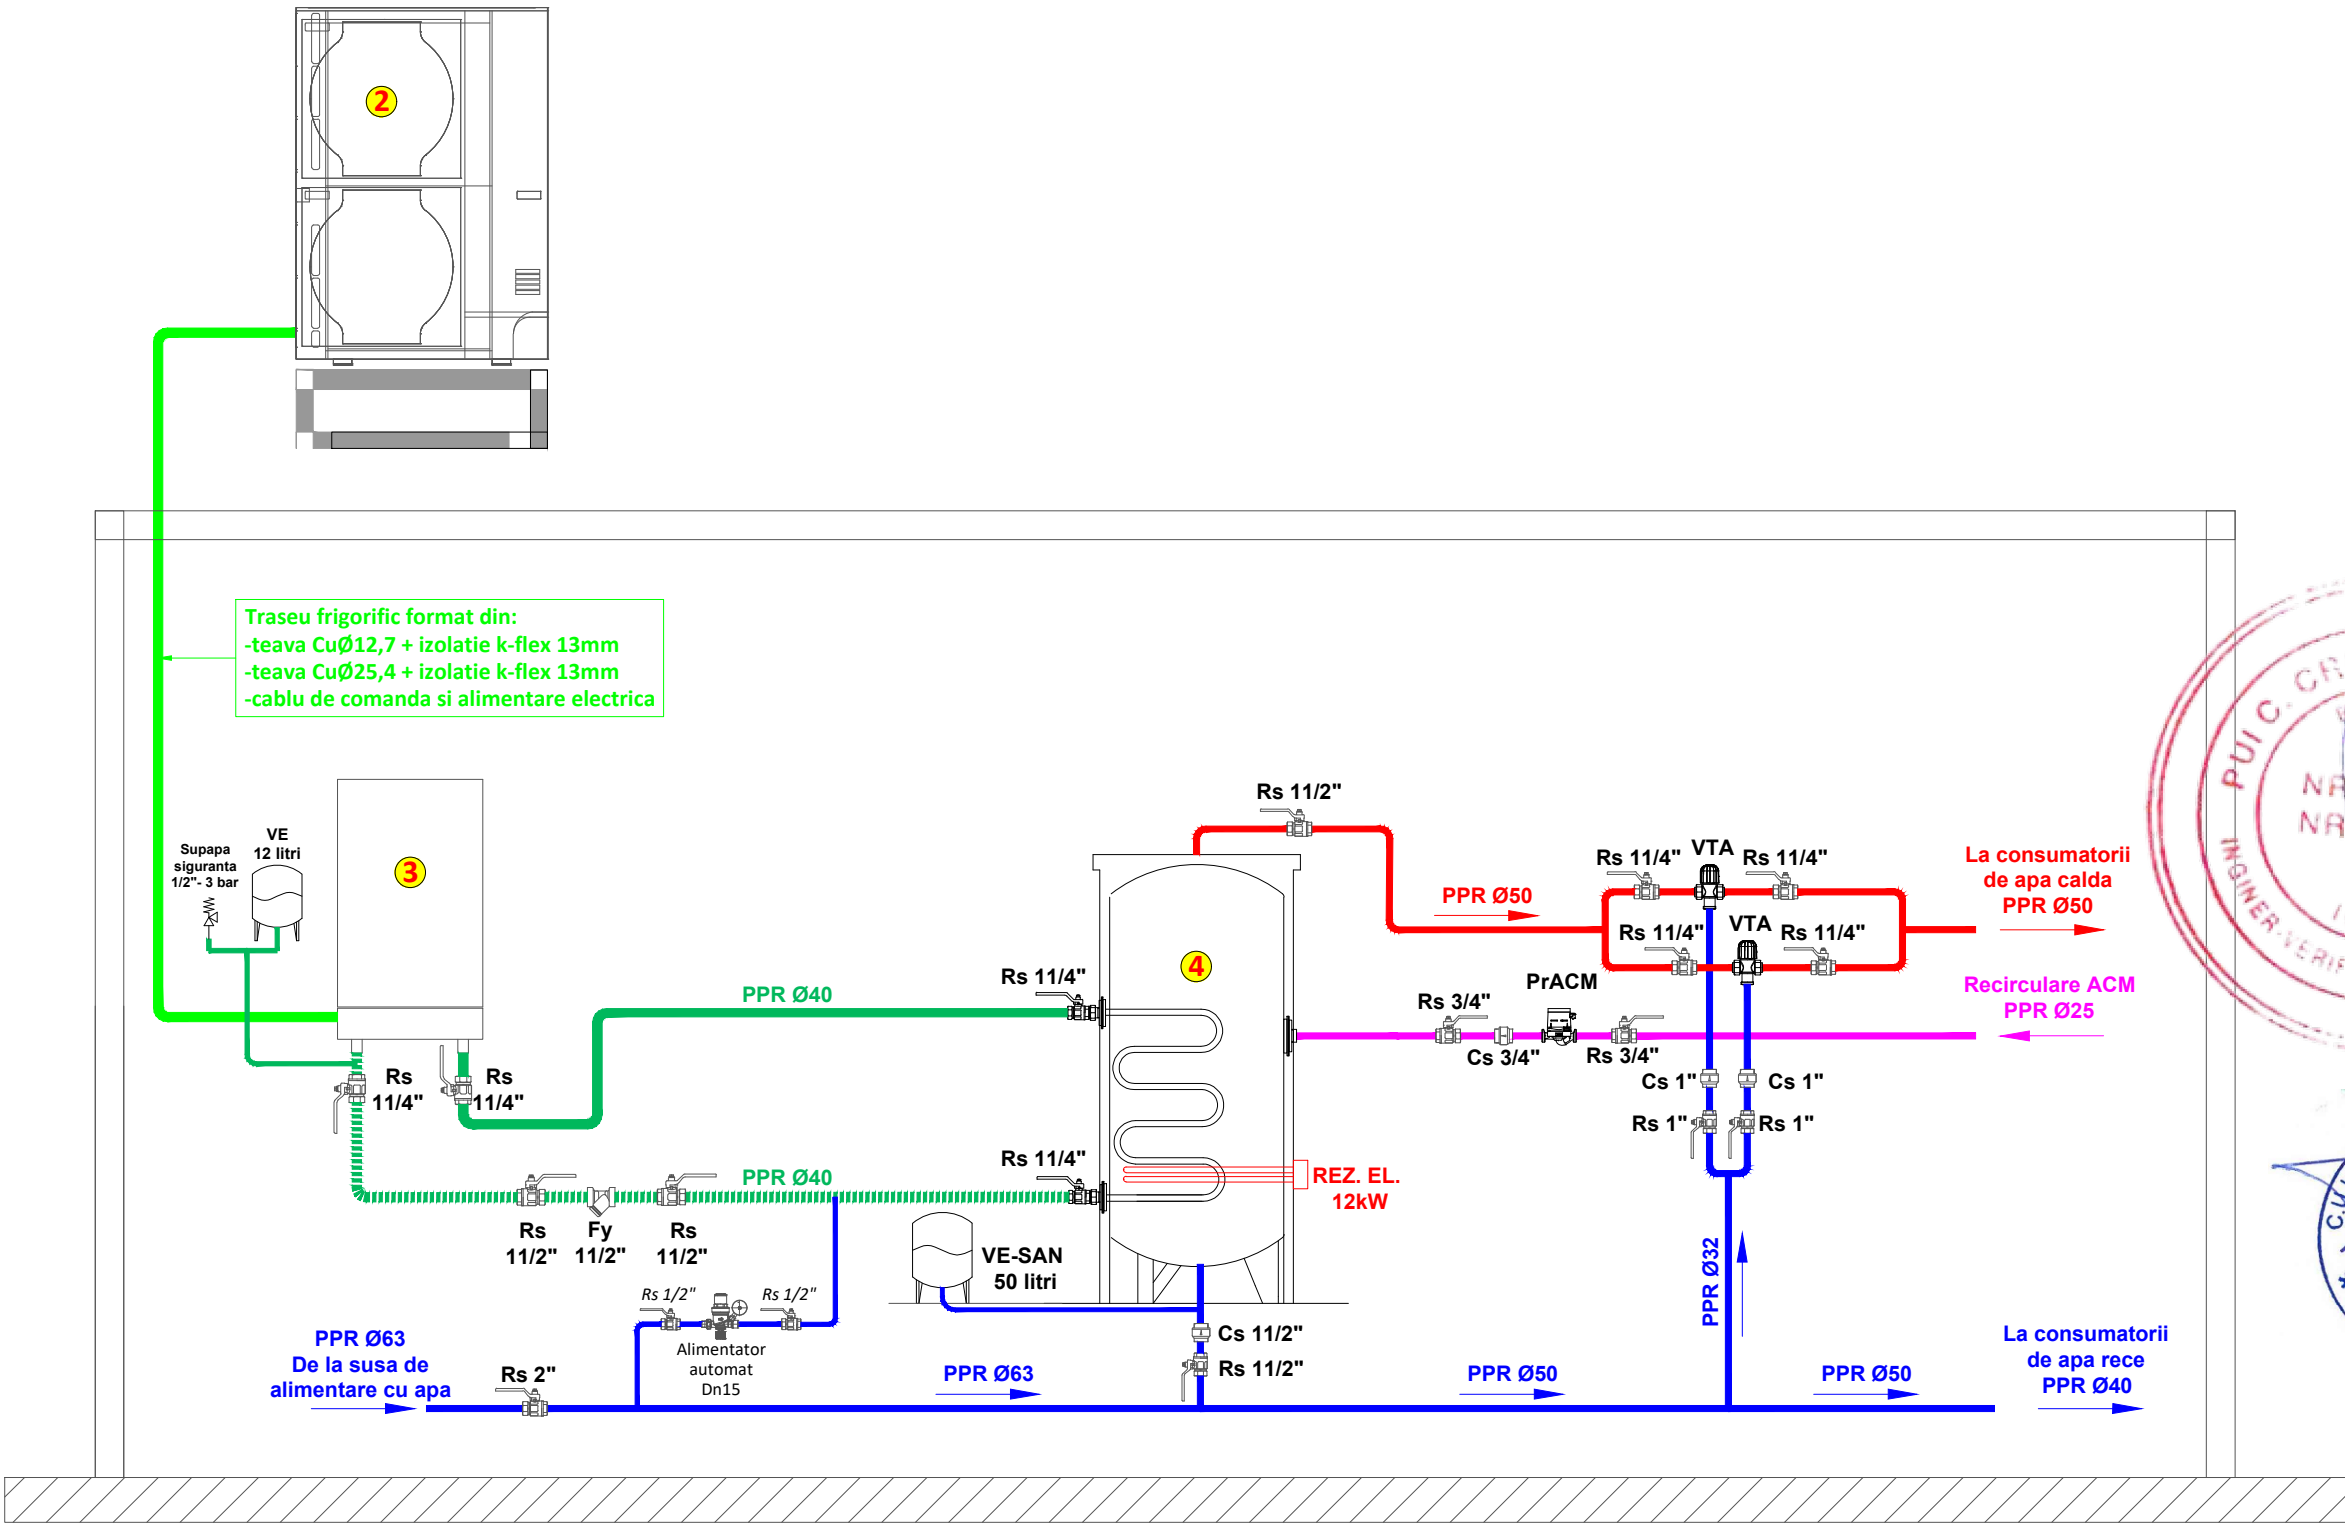 2
Traseu frigorific format din:
-teava CuØ12,7 + izolatie k-flex 13mm
-teava CuØ25,4 + izolatie k-flex 13mm
-cablu de comanda si alimentare electrica
Supapa
siguranta
1/2"- 3 bar
VE
12 litri
3
Rs
11/4"
Rs
11/4"
PPR Ø40
Rs 11/4"
PPR Ø40
Rs 11/4"
Rs
11/2"
Fy
11/2"
Rs
11/2"
4
REZ. EL.
12kW
VE-SAN
50 litri
Rs 1/2"
Rs 1/2"
Alimentator
automat
Dn15
PPR Ø63
De la susa de
alimentare cu apa
Rs 2"
PPR Ø63
Cs 11/2"
Rs 11/2"
PPR Ø50
PPR Ø50
La consumatorii
de apa rece
PPR Ø40
PPR Ø32
Rs 11/2"
PPR Ø50
Rs 11/4"
VTA
Rs 11/4"
Rs 11/4"
VTA
Rs 11/4"
La consumatorii
de apa calda
PPR Ø50
Rs 3/4"
Cs 3/4"
PrACM
Rs 3/4"
Recirculare ACM
PPR Ø25
Cs 1"
Cs 1"
Rs 1"
Rs 1"
PUI C.
INGINER
NR
NR